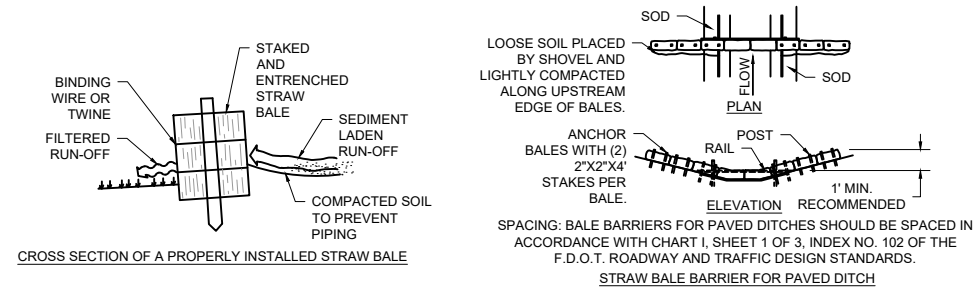 STAKED
AND
ENTRENCHED
STRAW
BALE
BINDING
WIRE OR
TWINE
FILTERED
RUN-OFF
SEDIMENT
LADEN
RUN-OFF
COMPACTED SOIL
TO PREVENT
PIPING
CROSS SECTION OF A PROPERLY INSTALLED STRAW BALE
SOD
LOOSE SOIL PLACED
BY SHOVEL AND
LIGHTLY COMPACTED
ALONG UPSTREAM
EDGE OF BALES.
FLOW
SOD
PLAN
ANCHOR
BALES WITH (2)
2"X2"X4'
STAKES PER
BALE.
POST
RAIL
1' MIN.
RECOMMENDED
ELEVATION
SPACING: BALE BARRIERS FOR PAVED DITCHES SHOULD BE SPACED IN
ACCORDANCE WITH CHART I, SHEET 1 OF 3, INDEX NO. 102 OF THE
F.D.O.T. ROADWAY AND TRAFFIC DESIGN STANDARDS.
STRAW BALE BARRIER FOR PAVED DITCH